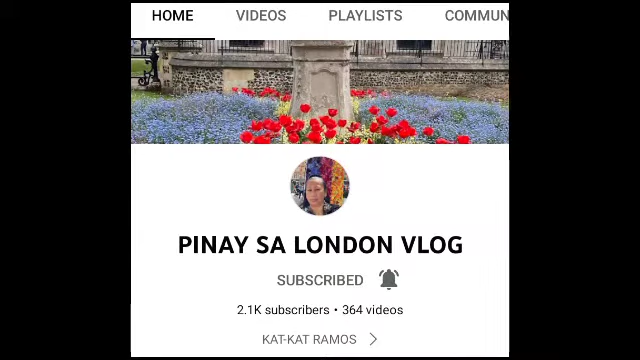 HOME VIDEOS PLAYLISTS COMMUN
PINAY SA LONDON VLOG
SUBSCRIBED
2.1K subscribers • 364 videos
KAT-KAT RAMOS